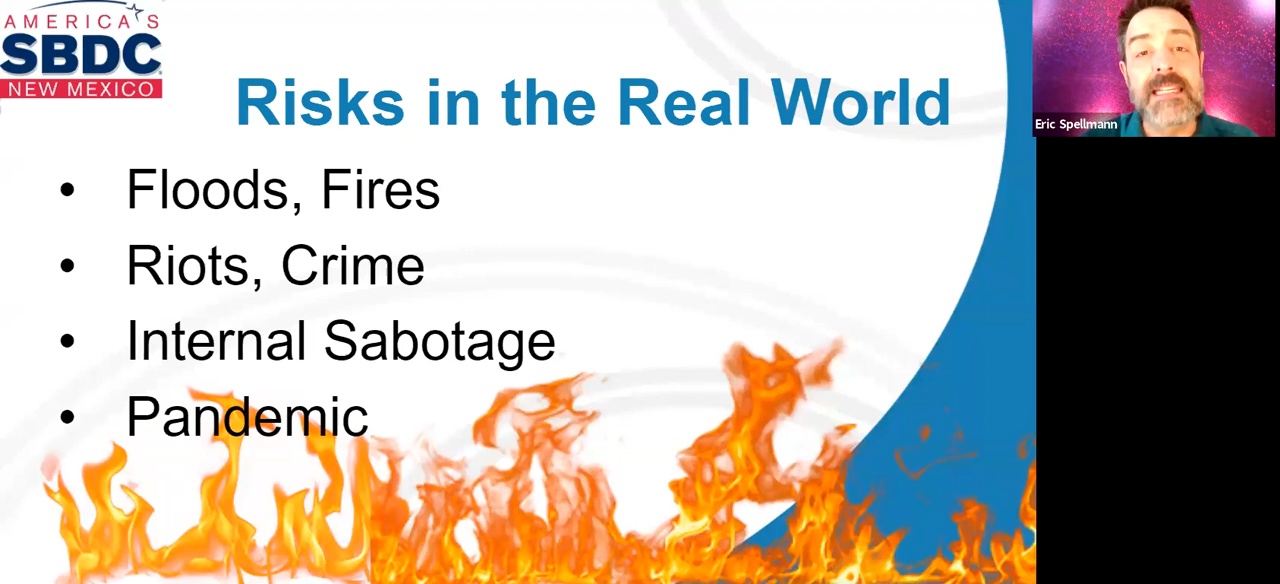 AMERICA'S
SBDC
NEW MEXICO
Risks in the Real World
• Floods, Fires
• Riots, Crime
• Internal Sabotage
• Pandemic
Eric Spellmann